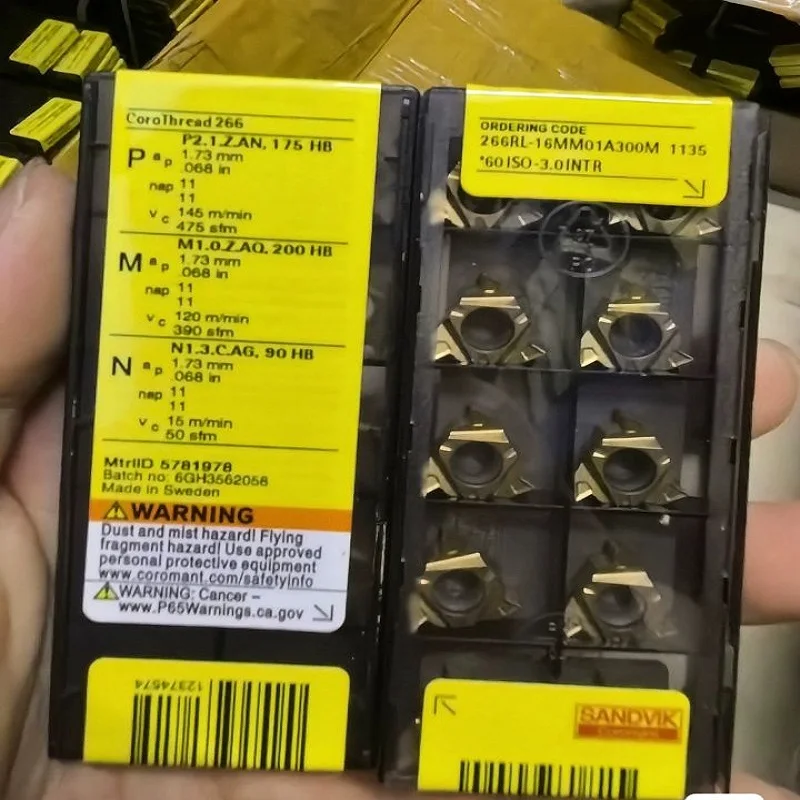 CoroThread 266
P2.1.Z.AN, 175 HB
P ap 1.73 mm
.068 in
nap 11
11
vc 145 m/min
475 sfm
M1.0.Z.AQ, 200 HB
M ap 1.73 mm
.068 in
nap 11
11
vc 120 m/min
390 sfm
N1.3.C.AG, 90 HB
N ap 1.73 mm
.068 in
nap 11
11
vc 15 m/min
50 sfm
MtrlID 5781978
Batch no: 6GH3562058
Made in Sweden
WARNING
Dust and mist hazard! Flying
fragment hazard! Use approved
personal protective equipment
www.coromant.com/safetyinfo
WARNING: Cancer –
www.P65Warnings.ca.gov
12374574
ORDERING CODE
266RL-16MM01A300M 1135
*60 ISO-3.0 INTR
SANDVIK
Coromant